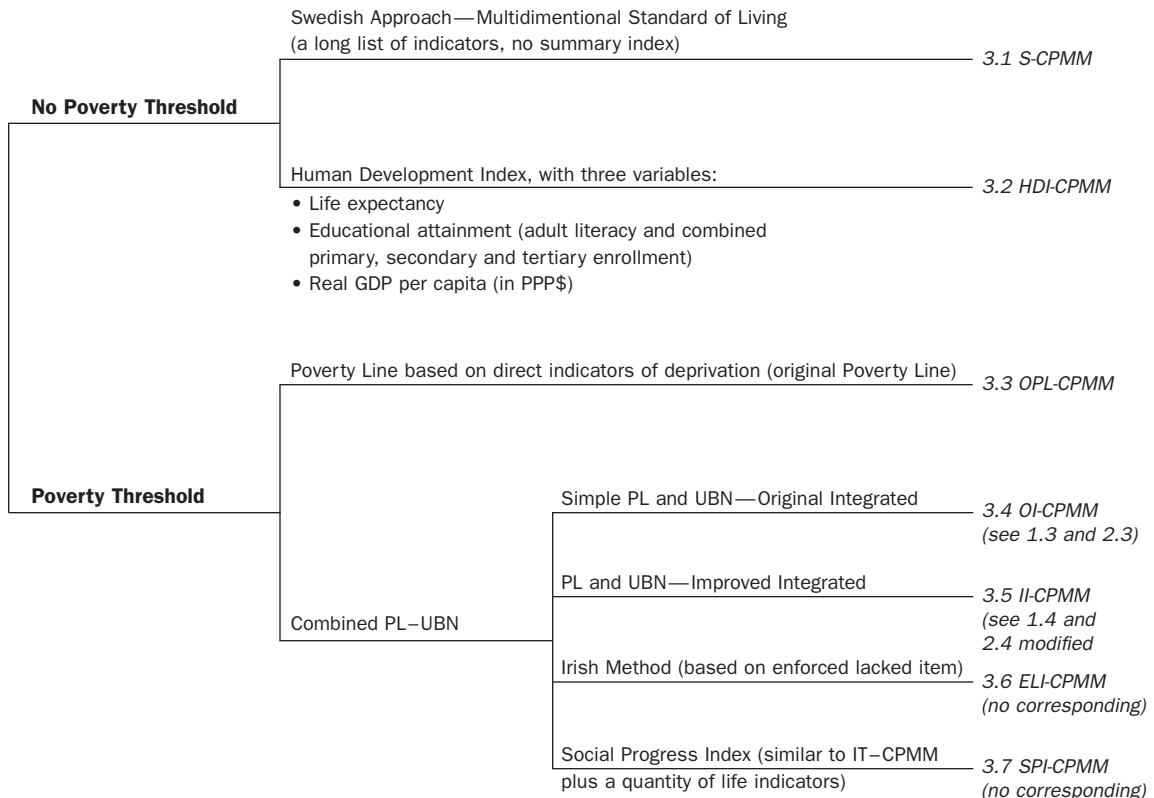 Swedish Approach—Multidimentional Standard of Living
(a long list of indicators, no summary index)
3.1 S-CPMM
No Poverty Threshold
Human Development Index, with three variables:
3.2 HDI-CPMM
• Life expectancy
• Educational attainment (adult literacy and combined
primary, secondary and tertiary enrollment)
• Real GDP per capita (in PPP$)
Poverty Line based on direct indicators of deprivation (original Poverty Line)
3.3 OPL-CPMM
Poverty Threshold
Simple PL and UBN—Original Integrated
3.4 OI-CPMM
(see 1.3 and 2.3)
PL and UBN—Improved Integrated
3.5 II-CPMM
(see 1.4 and
2.4 modified
Combined PL–UBN
Irish Method (based on enforced lacked item)
3.6 ELI-CPMM
(no corresponding)
Social Progress Index (similar to IT–CPMM
plus a quantity of life indicators)
3.7 SPI-CPMM
(no corresponding)